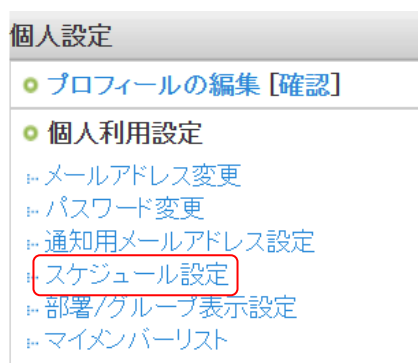 個人設定
プロフィールの編集 [確認]
個人利用設定
メールアドレス変更
パスワード変更
通知用メールアドレス設定
スケジュール設定
部署/グループ表示設定
マイメンバーリスト